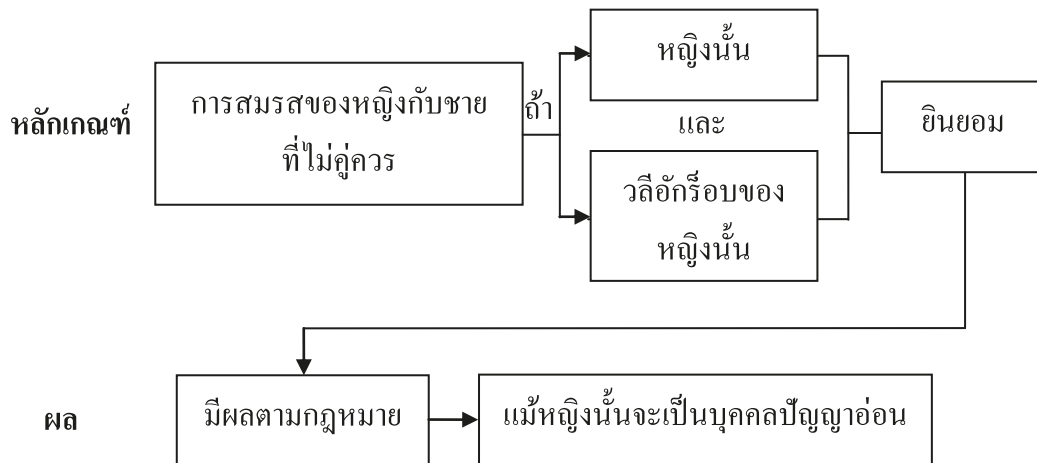 หลักเกณฑ์
การสมรสของหญิงกับชาย
ที่ไม่คู่ควร
ถ้า
หญิงนั้น
และ
วลีอักร็อบของ
หญิงนั้น
ยินยอม
ผล
มีผลตามกฎหมาย
แม้หญิงนั้นจะเป็นบุคคลปัญญาอ่อน